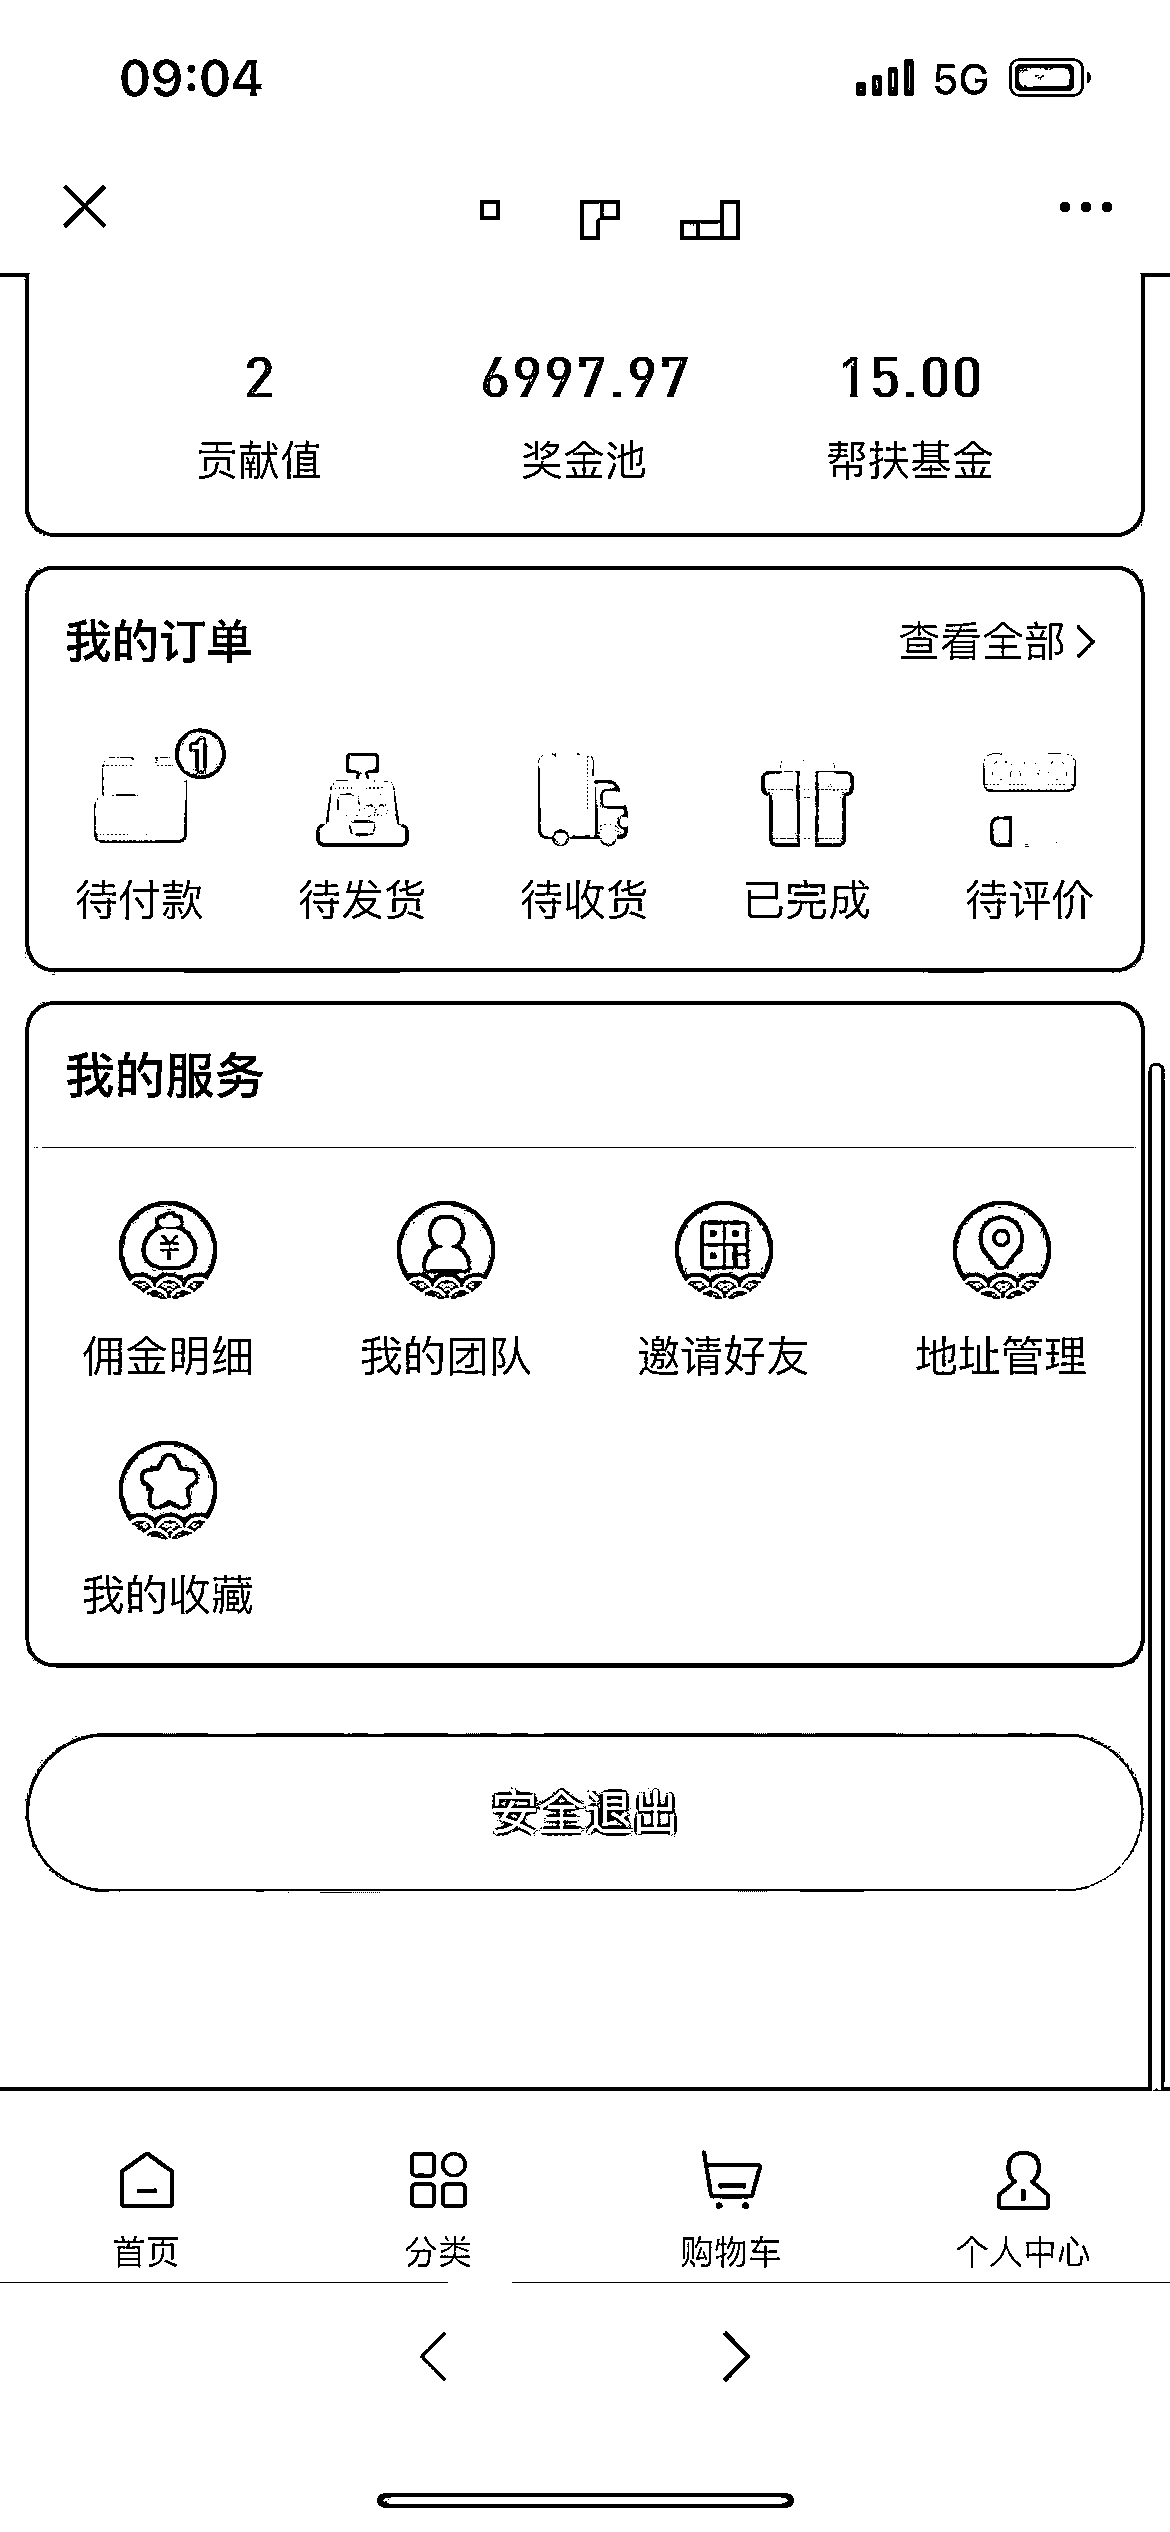 09:04 5G
2 6997.97 15.00
贡献值 奖金池 帮扶基金
我的订单 查看全部
1
待付款 待发货 待收货 已完成 待评价
我的服务
佣金明细 我的团队 邀请好友 地址管理
我的收藏
安全退出
首页 分类 购物车 个人中心